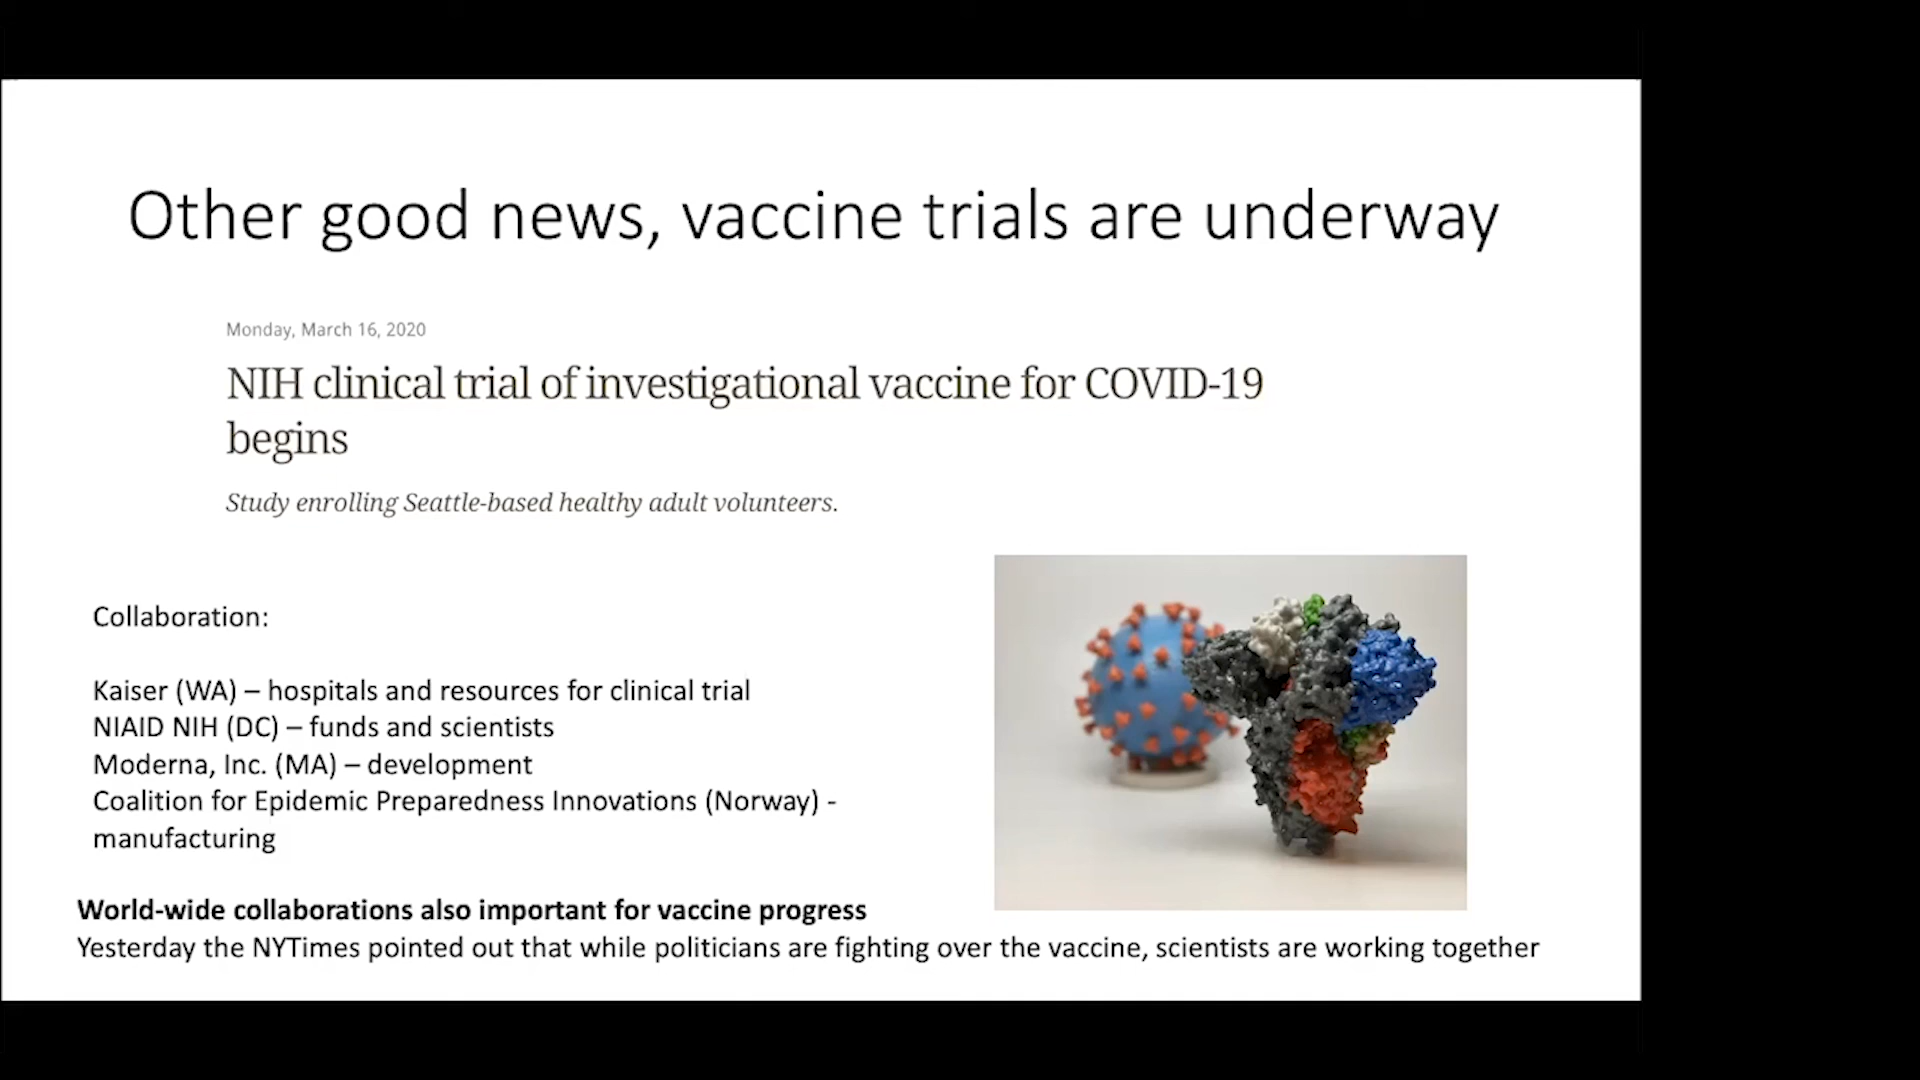 Other good news, vaccine trials are underway
Monday, March 16, 2020
NIH clinical trial of investigational vaccine for COVID-19
begins
Study enrolling Seattle-based healthy adult volunteers.
Collaboration:
Kaiser (WA) – hospitals and resources for clinical trial
NIAID NIH (DC) – funds and scientists
Moderna, Inc. (MA) – development
Coalition for Epidemic Preparedness Innovations (Norway) -
manufacturing
World-wide collaborations also important for vaccine progress
Yesterday the NYTimes pointed out that while politicians are fighting over the vaccine, scientists are working together